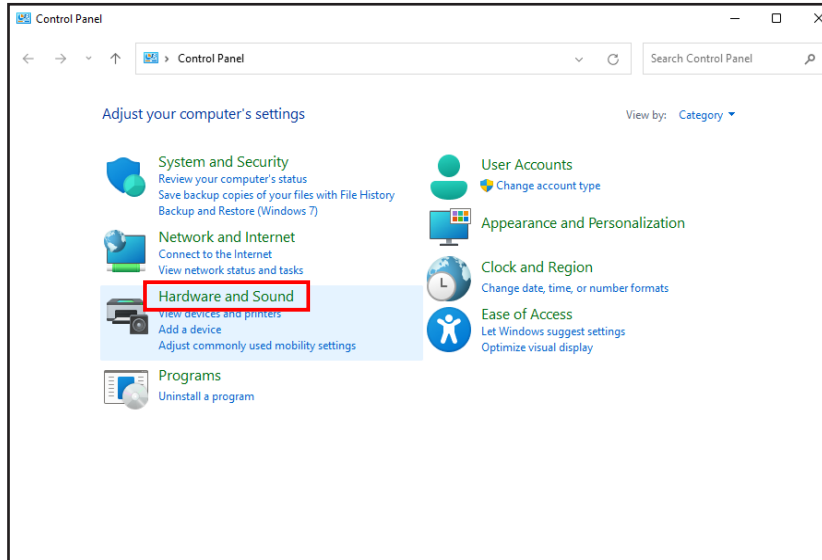 Control Panel
Control Panel
Search Control Panel
Adjust your computer's settings
View by: Category
System and Security
Review your computer's status
Save backup copies of your files with File History
Backup and Restore (Windows 7)
Network and Internet
Connect to the Internet
View network status and tasks
Hardware and Sound
View devices and printers
Add a device
Adjust commonly used mobility settings
Programs
Uninstall a program
User Accounts
Change account type
Appearance and Personalization
Clock and Region
Change date, time, or number formats
Ease of Access
Let Windows suggest settings
Optimize visual display